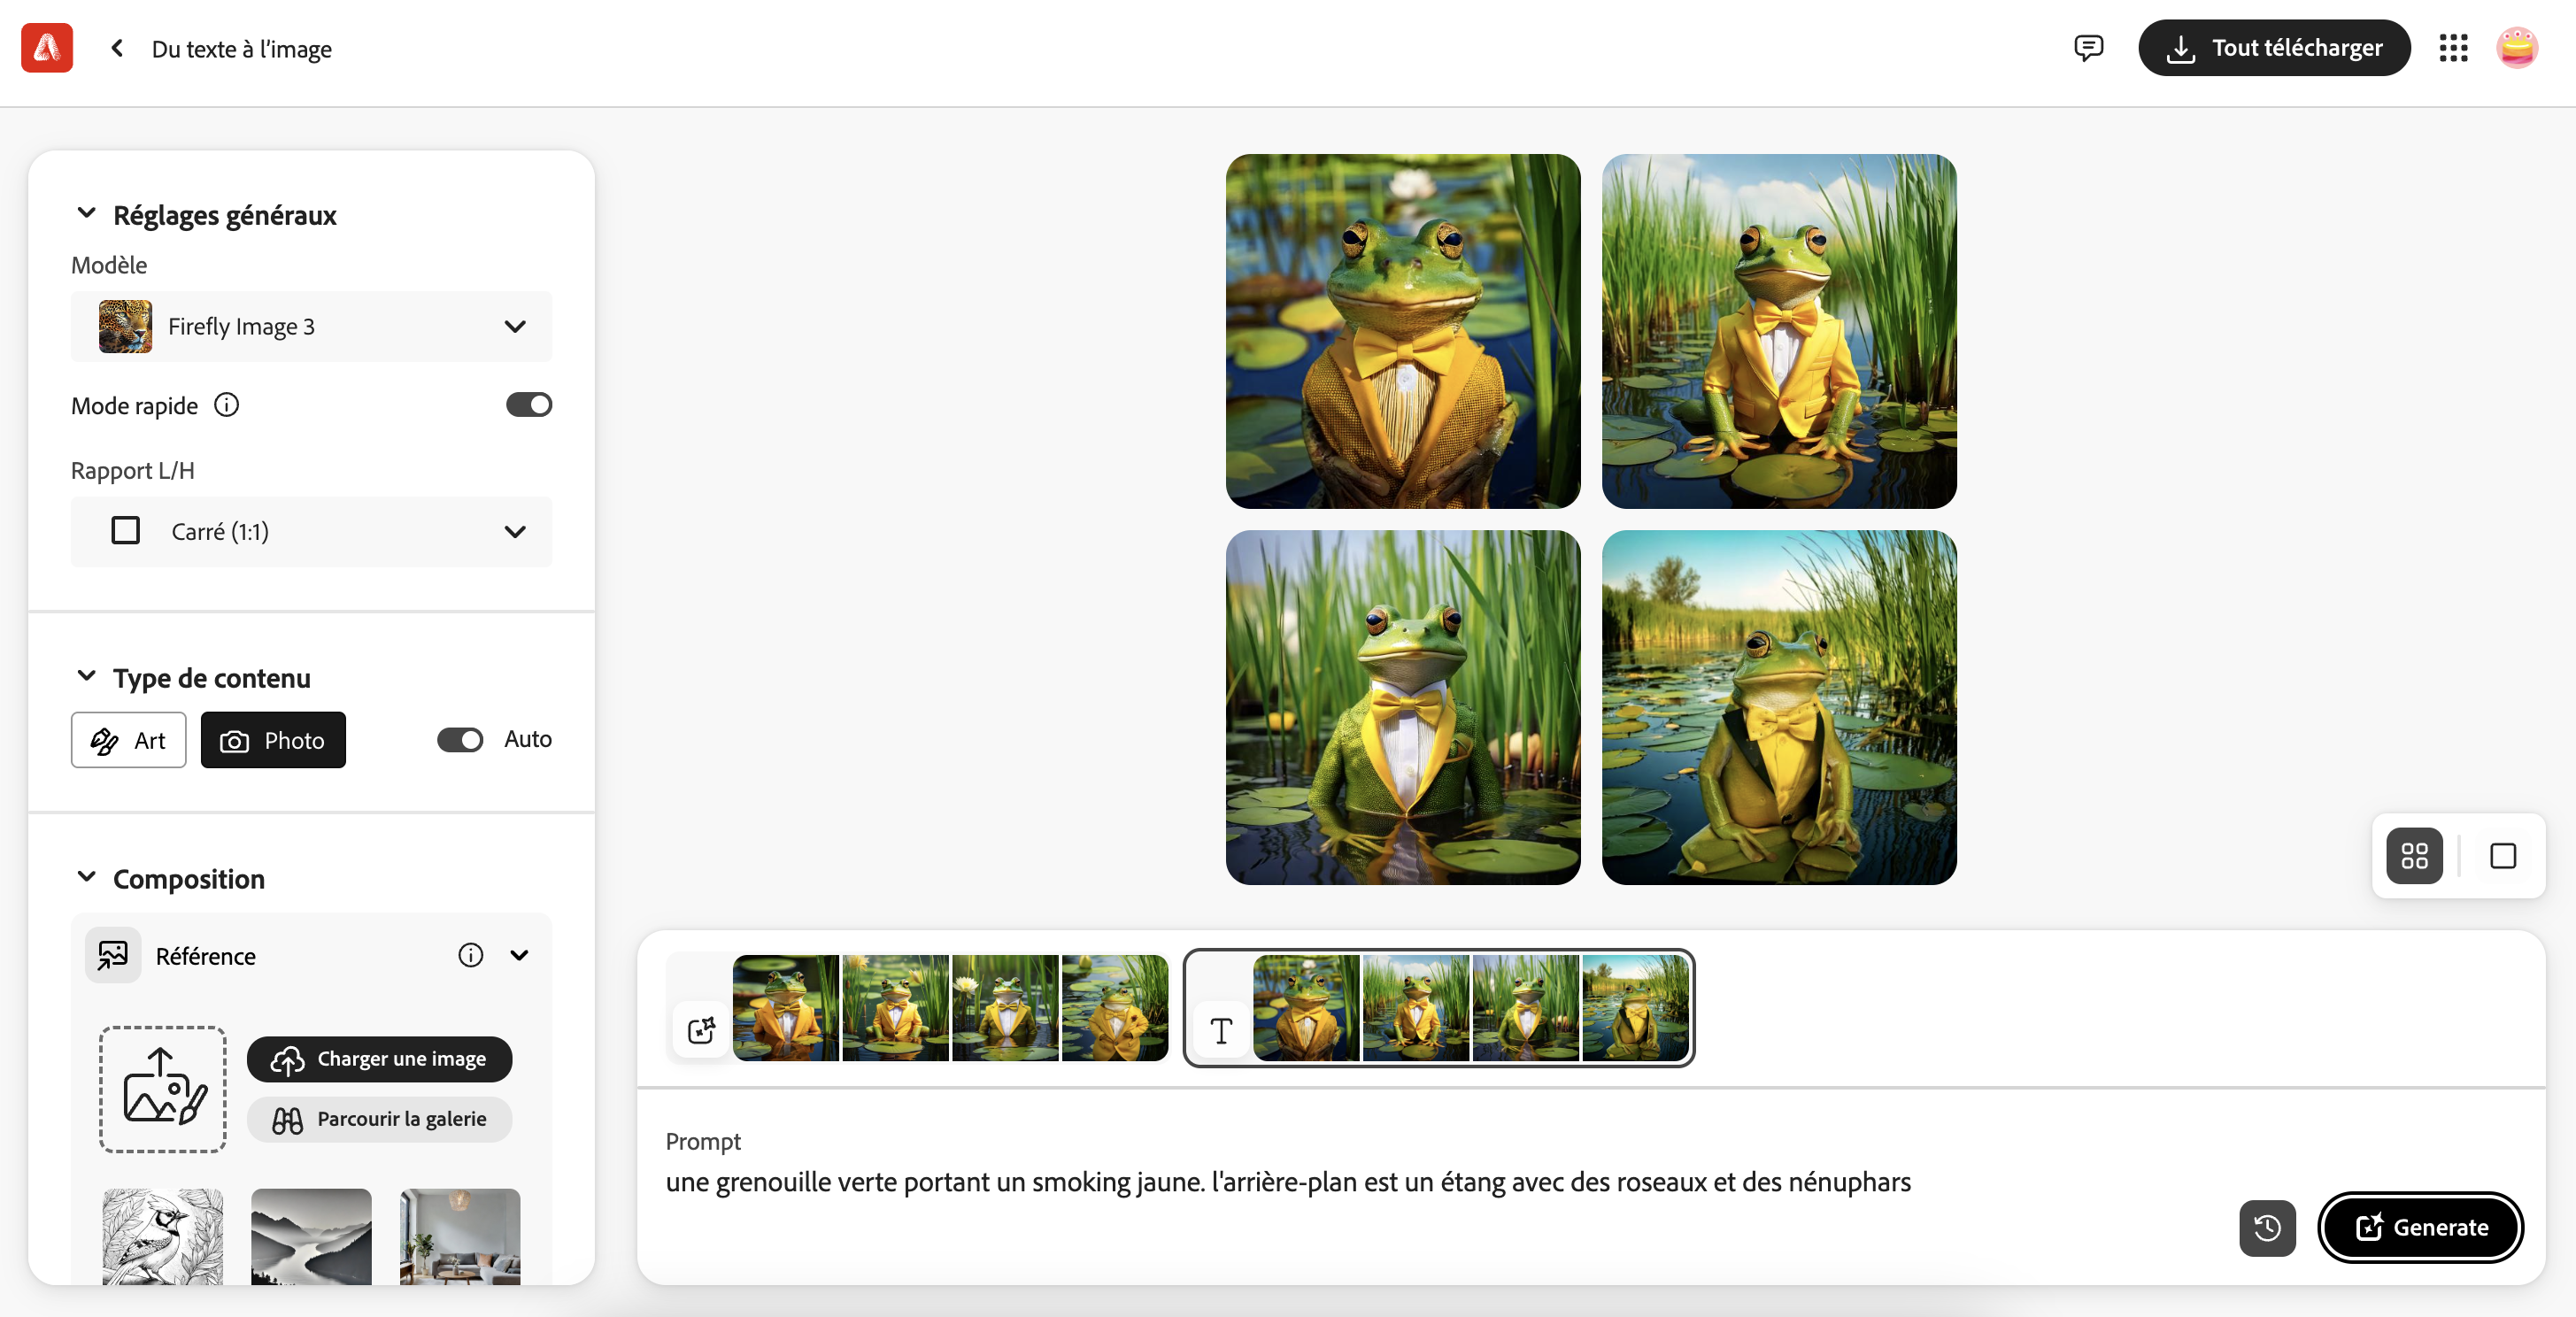 Du texte à l’image
Tout télécharger
Réglages généraux
Modèle
Firefly Image 3
Mode rapide
Rapport L/H
Carré (1:1)
Type de contenu
Art
Photo
Auto
Composition
Référence
Charger une image
Parcourir la galerie
T
Prompt
une grenouille verte portant un smoking jaune. l'arrière-plan est un étang avec des roseaux et des nénuphars
Generate